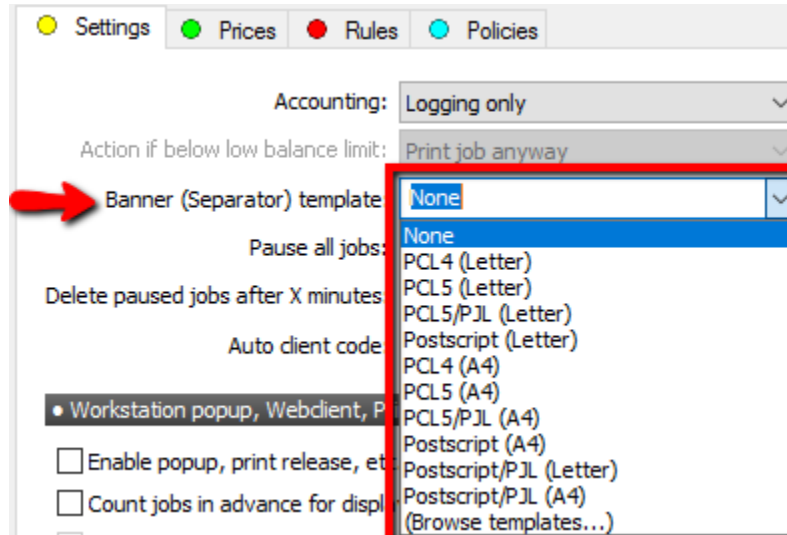 Settings Prices Rules Policies
Accounting: Logging only
Action if below low balance limit: Print job anyway
Banner (Separator) template: None
None
Pause all jobs:
PCL4 (Letter)
PCL5 (Letter)
Delete paused jobs after X minutes:
PCL5/PJL (Letter)
Postscript (Letter)
Auto client code
PCL4 (A4)
PCL5 (A4)
• Workstation popup, Webclient, P
PCL5/PJL (A4)
Postscript (A4)
Enable popup, print release, et
Postscript/PJL (Letter)
Count jobs in advance for displa
Postscript/PJL (A4)
(Browse templates...)